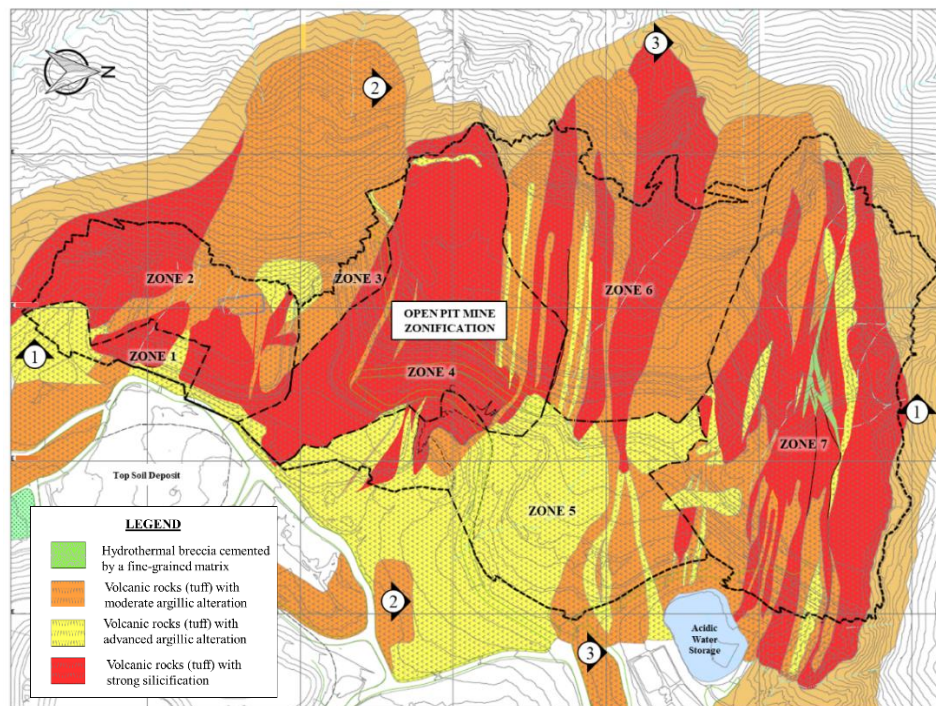 3
2
N
ZONE 2
ZONE 3
ZONE 6
OPEN PIT MINE
ZONIFICATION
1
ZONE 1
ZONE 4
1
ZONE 7
Top Soil Deposit
ZONE 5
LEGEND
Hydrothermal breccia cemented
by a fine-grained matrix
Volcanic rocks (tuff) with
moderate argillic alteration
Volcanic rocks (tuff) with
advanced argillic alteration
Volcanic rocks (tuff) with
strong silicification
2
3
Acidic
Water
Storage